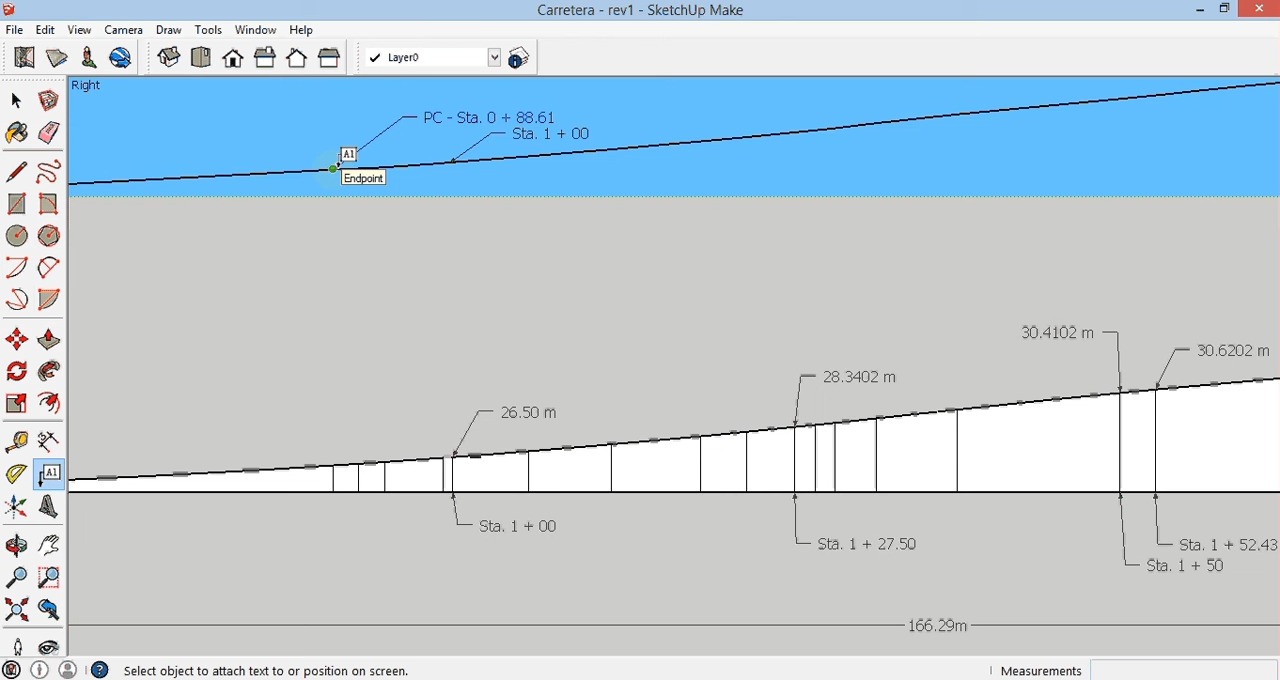 Carretera - rev1 - SketchUp Make
File Edit View Camera Draw Tools Window Help
Layer0
Right
PC - Sta. 0 + 88.61
Sta. 1 + 00
A1
Endpoint
30.4102 m
30.6202 m
28.3402 m
26.50 m
A1
Sta. 1 + 00
Sta. 1 + 27.50
Sta. 1 + 52.43
Sta. 1 + 50
166.29m
Select object to attach text to or position on screen.
Measurements